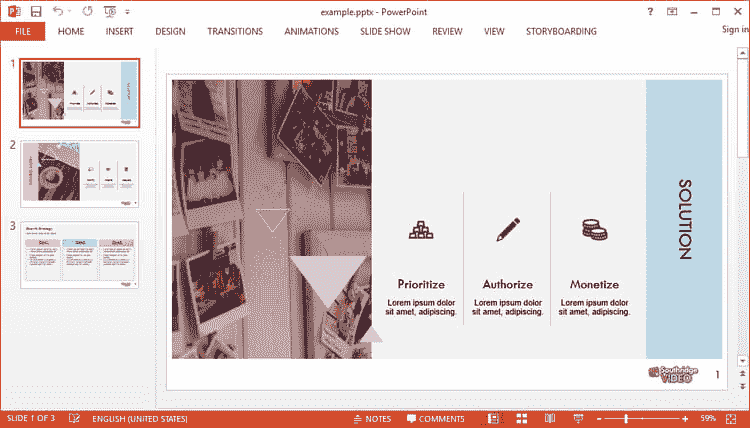 example.pptx - PowerPoint
FILE HOME INSERT DESIGN TRANSITIONS ANIMATIONS SLIDE SHOW REVIEW VIEW STORYBOARDING Sign in
1
2
3
SOLUTION
Prioritize Authorize Monetize
Lorem ipsum dolor Lorem ipsum dolor Lorem ipsum dolor
sit amet, adipiscing. sit amet, adipiscing. sit amet, adipiscing.
Southridge
VIDEO
1
SLIDE 1 OF 3 ENGLISH (UNITED STATES) NOTES COMMENTS 59%